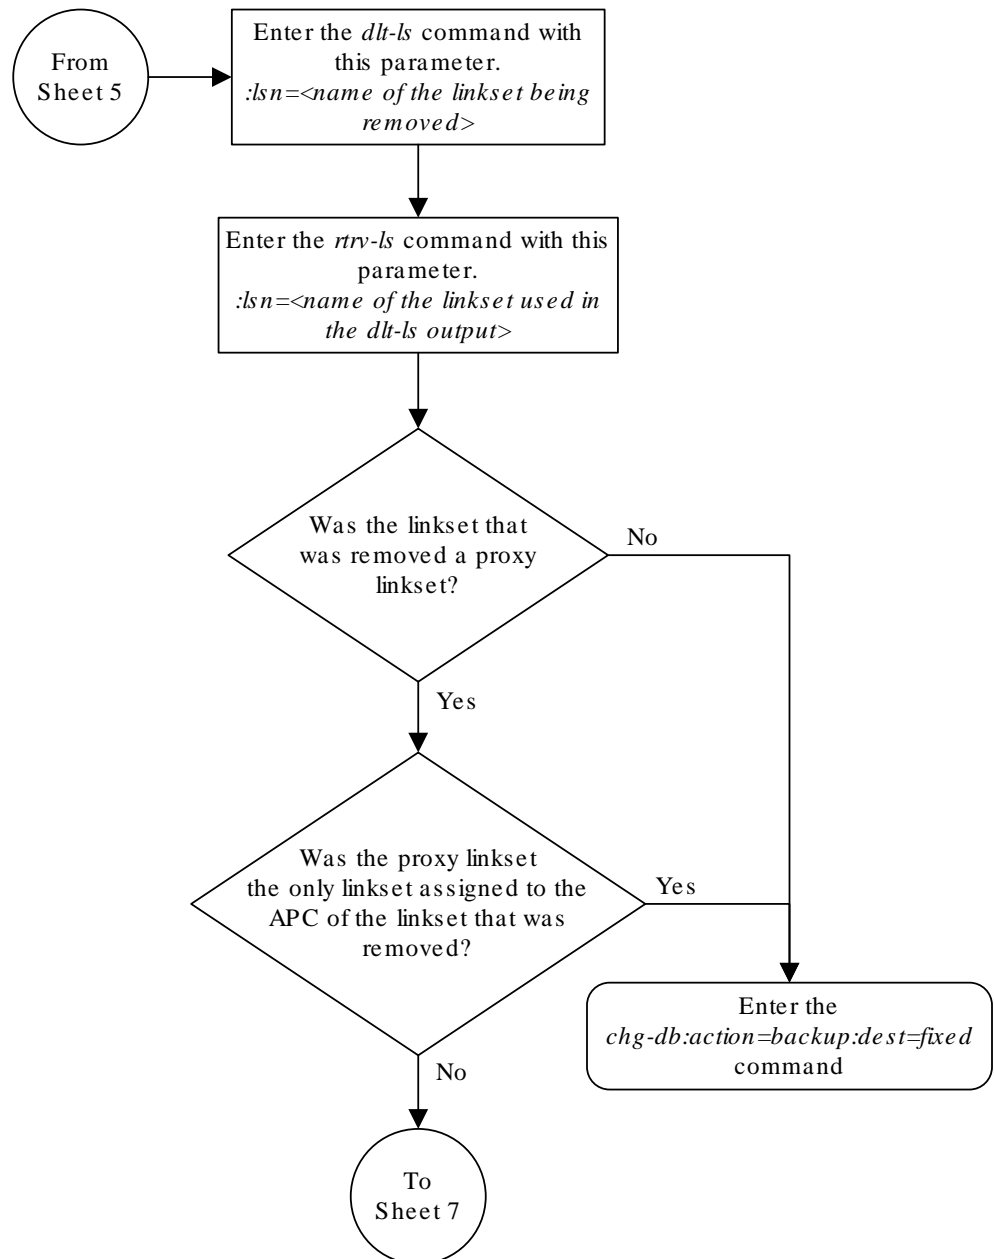 From
Sheet 5
Enter the dlt-ls command with
this parameter.
:lsn=<name of the linkset being
removed>
Enter the rtrv-ls command with this
parameter.
:lsn=<name of the linkset used in
the dlt-ls output>
Was the linkset that
was removed a proxy
linkset?
No
Yes
Was the proxy linkset
the only linkset assigned to the
APC of the linkset that was
removed?
Yes
Enter the
chg-db:action=backup:dest=fixed
command
No
To
Sheet 7